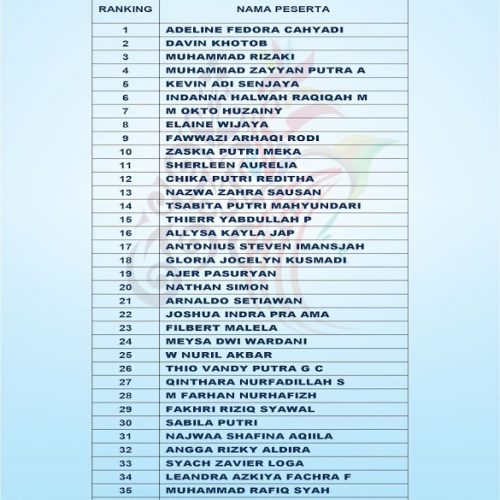 RANKING NAMA PESERTA
1 ADELINE FEDORA CAHYADI
2 DAVIN KHOTOB
3 MUHAMMAD RIZAKI
4 MUHAMMAD ZAYYAN PUTRA A
5 KEVIN ADI SENJAYA
6 INDANNA HALWAH RAQIQAH M
7 M OKTO HUZAINY
8 ELAINE WIJAYA
9 FAWWAZI ARHAQI RODI
10 ZASKIA PUTRI MEKA
11 SHERLEEN AURELIA
12 CHIKA PUTRI REDITHA
13 NAZWA ZAHRA SAUSAN
14 TSABITA PUTRI MAHYUNDARI
15 THIERR YABDULLAH P
16 ALLYSA KAYLA JAP
17 ANTONIUS STEVEN IMANSJAH
18 GLORIA JOCELYN KUSMADI
19 AJER PASURYAN
20 NATHAN SIMON
21 ARNALDO SETIAWAN
22 JOSHUA INDRA PRA AMA
23 FILBERT MALELA
24 MEYSA DWI WARDANI
25 W NURIL AKBAR
26 THIO VANDY PUTRA G C
27 QINTHARA NURFADILLAH S
28 M FARHAN NURHAFIZH
29 FAKHRI RIZIQ SYAWAL
30 SABILA PUTRI
31 NAJWAA SHAFINA AQIILA
32 ANGGA RIZKY ALDIRA
33 SYACH ZAVIER LOGA
34 LEANDRA AZKIYA FACHRA F
35 MUHAMMAD RAFIQ SYAH